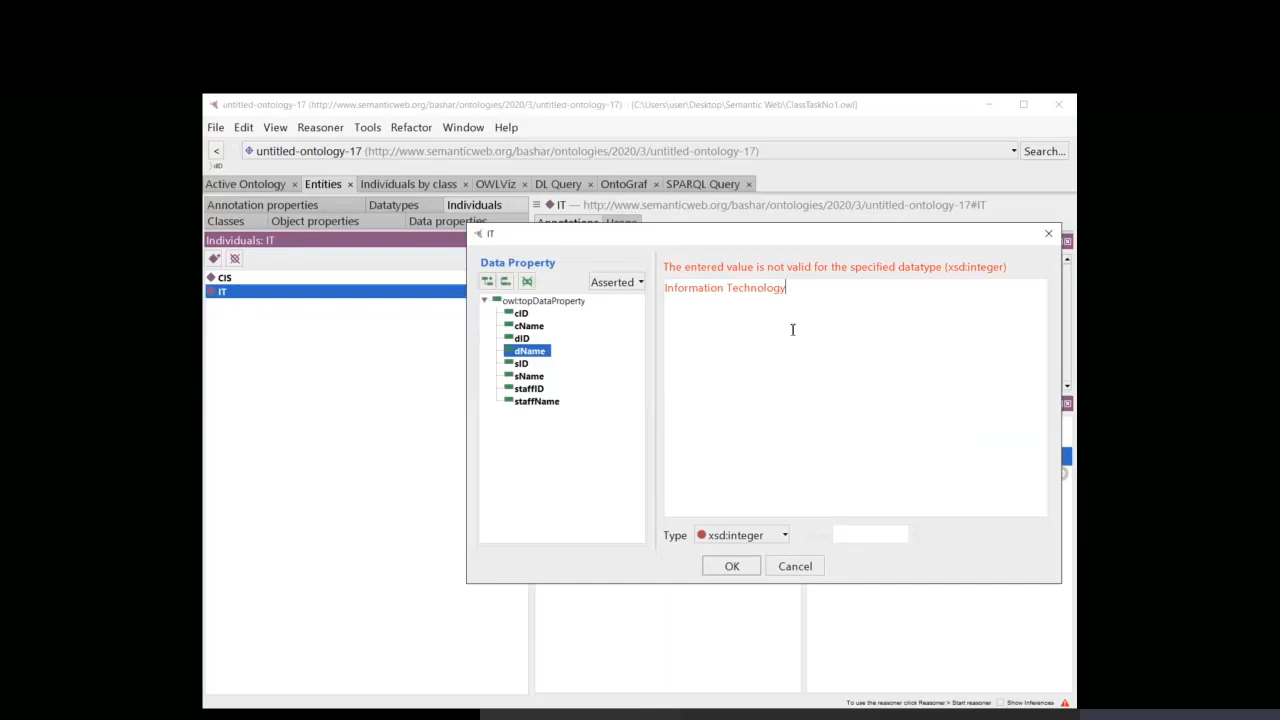 untitled-ontology-17 (http://www.semanticweb.org/bashar/ontologies/2020/3/untitled-ontology-17) : [C:\Users\user\Desktop\Semantic Web\ClassTaskNo1.owl]
File Edit View Reasoner Tools Refactor Window Help
< untitled-ontology-17 (http://www.semanticweb.org/bashar/ontologies/2020/3/untitled-ontology-17) Search...
dID
Active Ontology × Entities × Individuals by class × OWLViz × DL Query × OntoGraf × SPARQL Query ×
Annotation properties Datatypes Individuals
IT — http://www.semanticweb.org/bashar/ontologies/2020/3/untitled-ontology-17#IT
Classes Object properties Data properties
Annotations Usage
Individuals: IT
CIS
IT
IT
Data Property
Asserted
owl:topDataProperty
cID
cName
dID
dName
sID
sName
staffID
staffName
The entered value is not valid for the specified datatype (xsd:integer)
Information Technology
Type xsd:integer
OK Cancel
To use the reasoner click Reasoner > Start reasoner Show Inferences